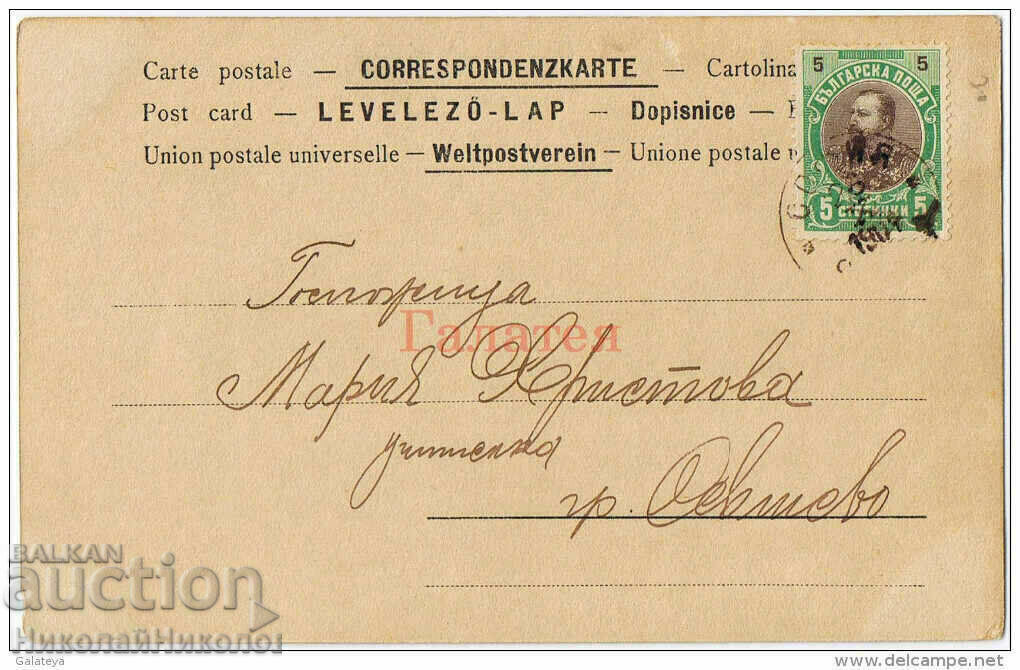 Carte postale — CORRESPONDENZKARTE — Cartolina
Post card — LEVELEZŐ-LAP — Dopisnice —
Union postale universelle — Weltpostverein — Unione postale
5 5
БЪЛГАРСКА ПОЩА
5 СТОТИНКИ 5
Госпожица
Галатея
Мария Христова
учителка
гр. Севлиево
BALKAN
auction
НиколайНиколов
Galateya
delcampe.net